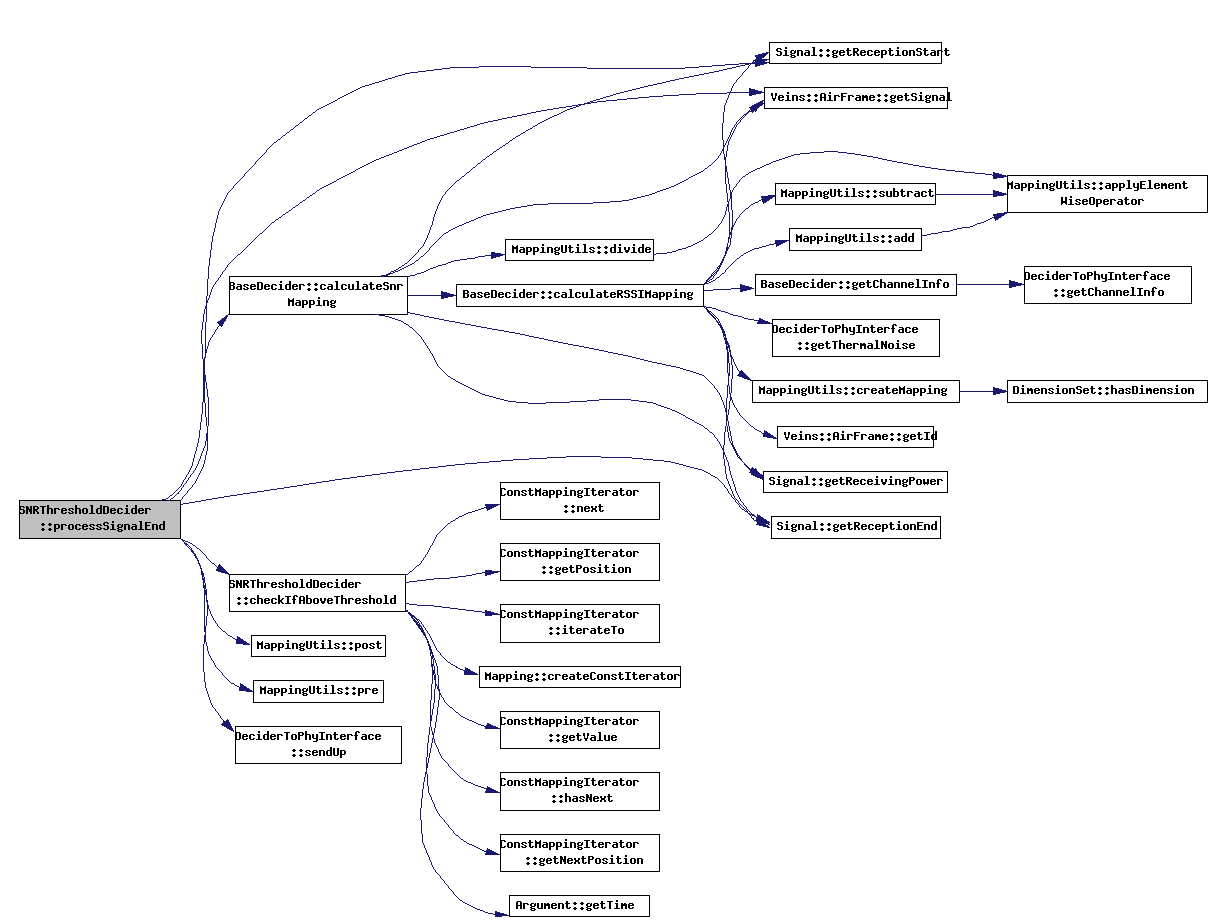 Signal::getReceptionStart
Veins::AirFrame::getSignal
MappingUtils::applyElement
WiseOperator
MappingUtils::subtract
MappingUtils::add
MappingUtils::divide
BaseDecider::calculateSnr
Mapping
BaseDecider::calculateRSSIMapping
BaseDecider::getChannelInfo
DeciderToPhyInterface
::getChannelInfo
DeciderToPhyInterface
::getThermalNoise
MappingUtils::createMapping
DimensionSet::hasDimension
Veins::AirFrame::getId
Signal::getReceivingPower
Signal::getReceptionEnd
SNRThresholdDecider
::processSignalEnd
ConstMappingIterator
::next
ConstMappingIterator
::getPosition
SNRThresholdDecider
::checkIfAboveThreshold
ConstMappingIterator
::iterateTo
MappingUtils::post
Mapping::createConstIterator
MappingUtils::pre
ConstMappingIterator
::getValue
DeciderToPhyInterface
::sendUp
ConstMappingIterator
::hasNext
ConstMappingIterator
::getNextPosition
Argument::getTime